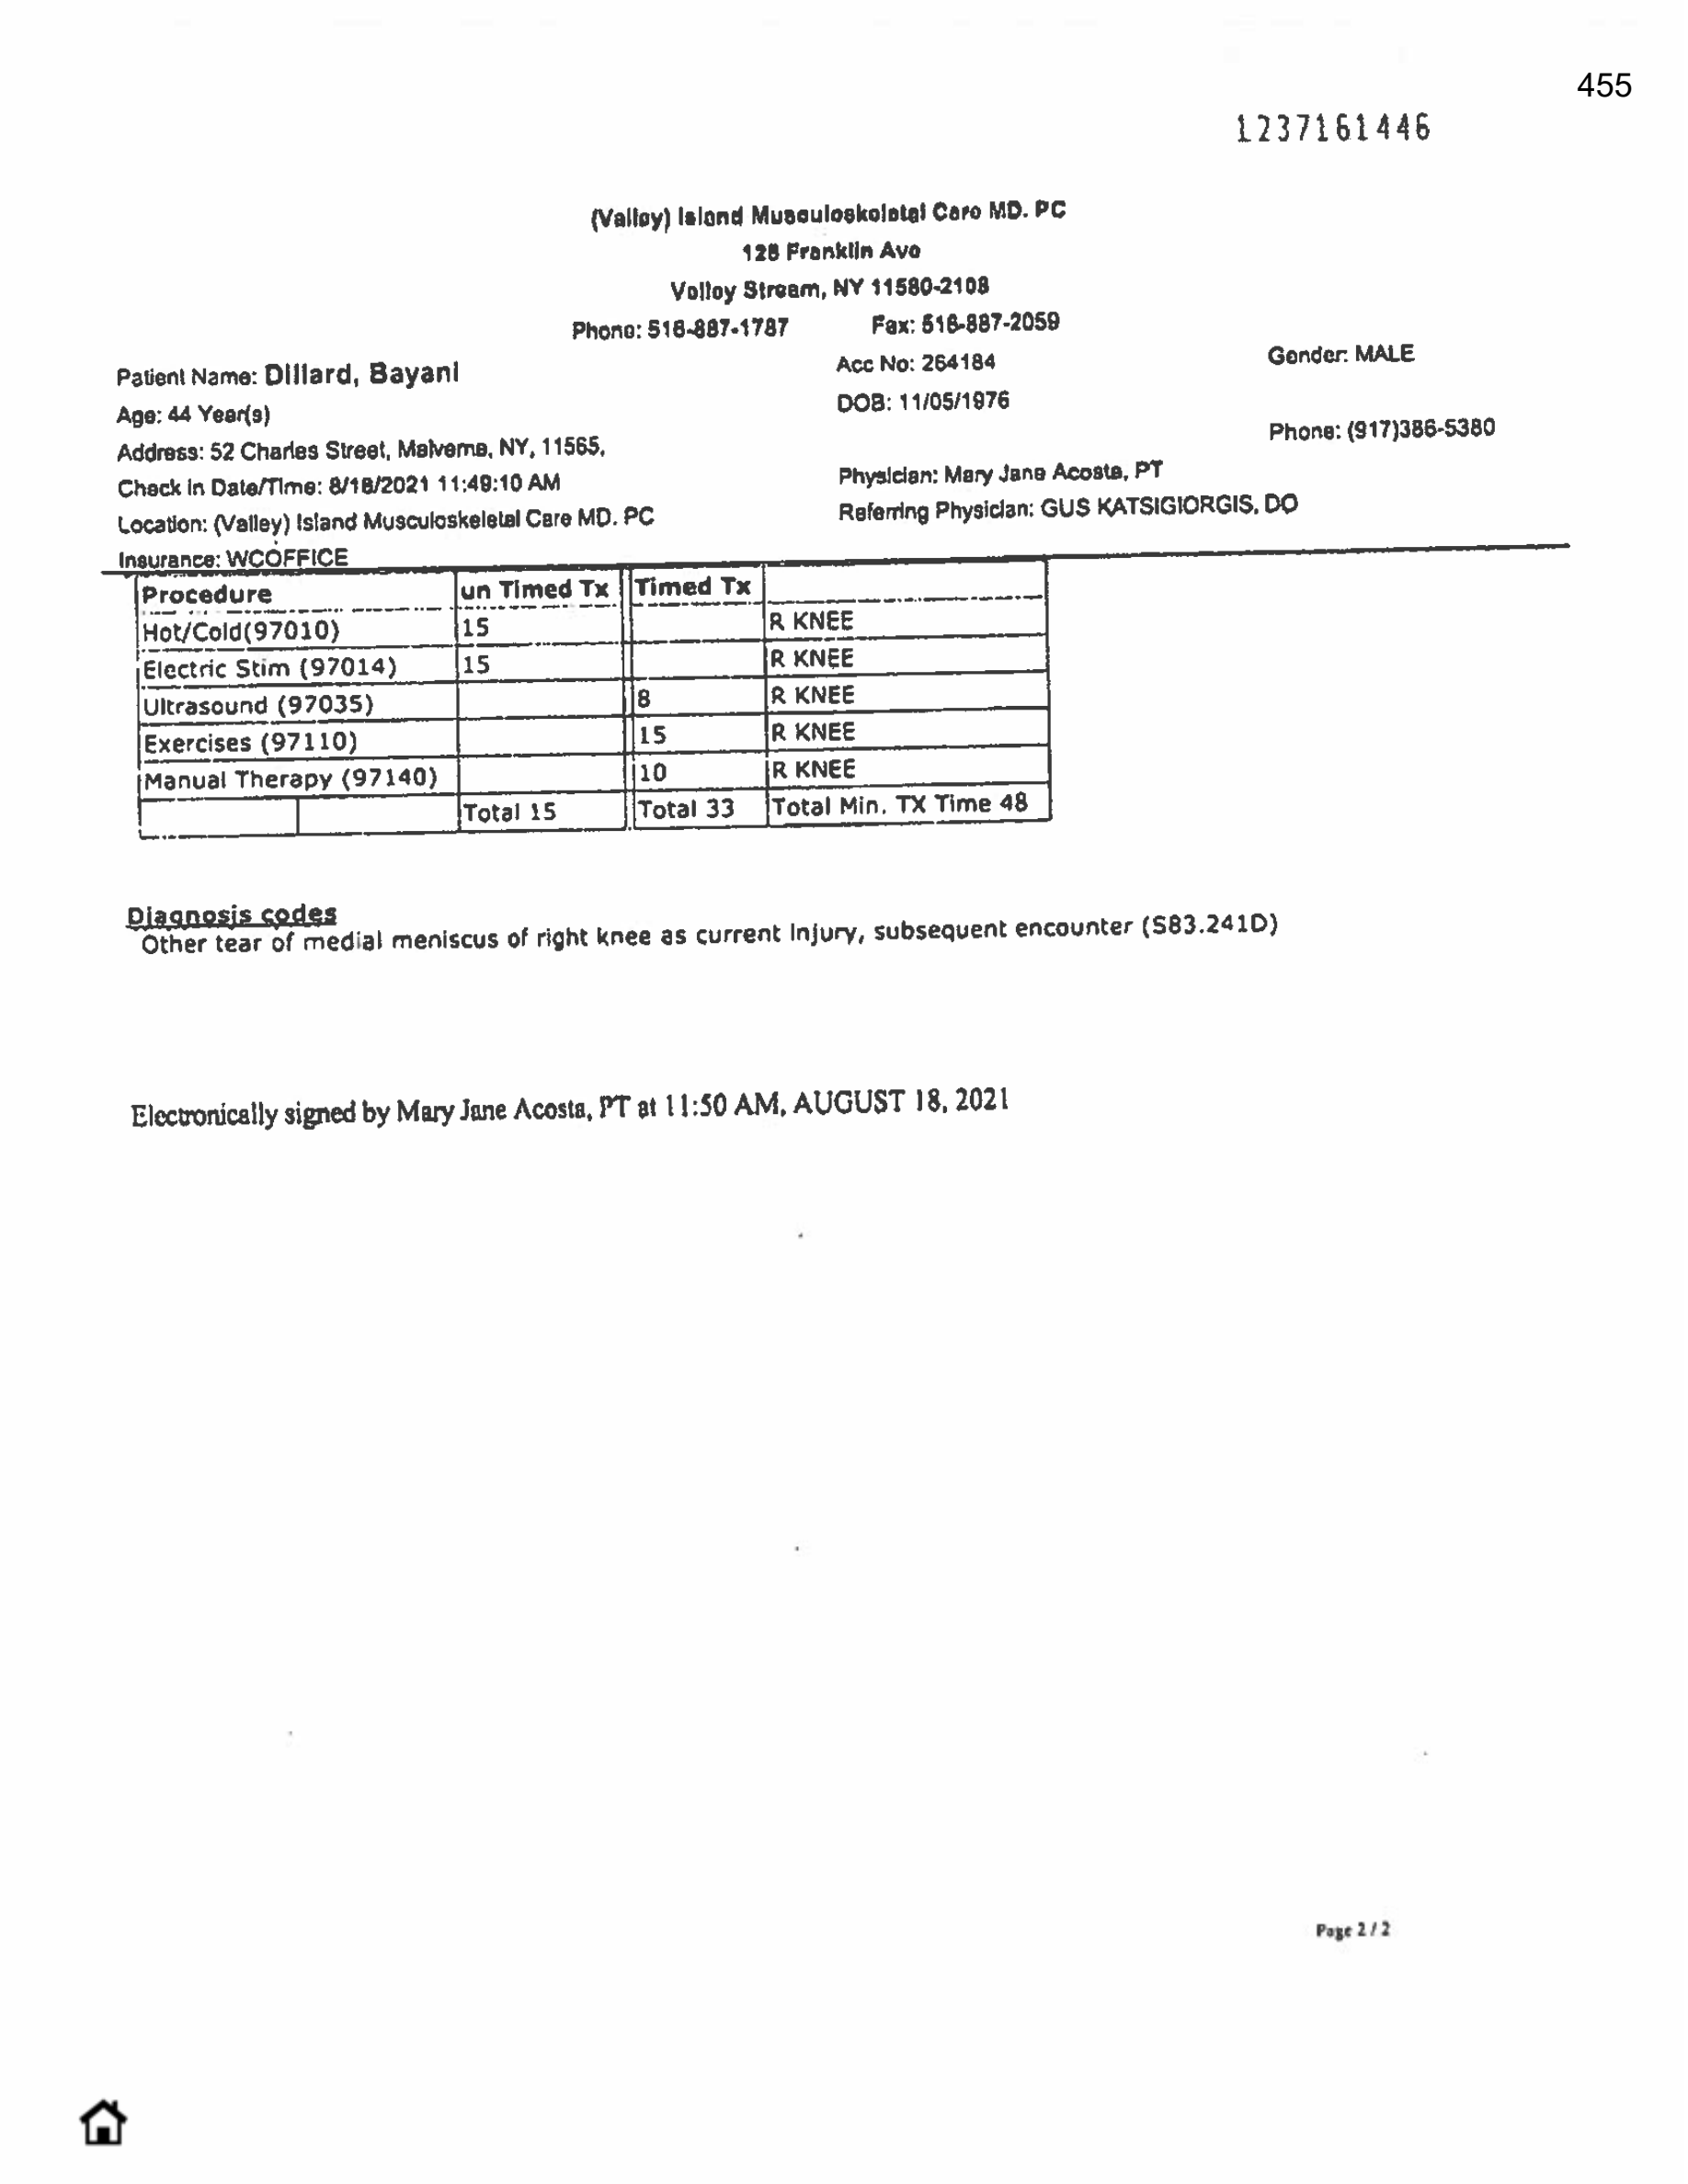 455
1237161446
(Valley) Island Musculoskeletal Care MD. PC
128 Franklin Ave
Valley Stream, NY 11580-2108
Phone: 516-887-1787 Fax: 516-887-2059
Patient Name: Dillard, Bayani Acc No: 264184 Gender: MALE
Age: 44 Year(s) DOB: 11/05/1976
Address: 52 Charles Street, Malverne, NY, 11565, Phone: (917)386-5380
Check in Date/Time: 8/18/2021 11:49:10 AM Physician: Mary Jane Acosta, PT
Location: (Valley) Island Musculoskeletal Care MD. PC Referring Physician: GUS KATSIGIORGIS, DO
Insurance: WCOFFICE
Procedure un Timed Tx Timed Tx
Hot/Cold(97010) 15 R KNEE
Electric Stim (97014) 15 R KNEE
Ultrasound (97035) 8 R KNEE
Exercises (97110) 15 R KNEE
Manual Therapy (97140) 10 R KNEE
Total 15 Total 33 Total Min. TX Time 48
Diagnosis codes
Other tear of medial meniscus of right knee as current Injury, subsequent encounter (S83.241D)
Electronically signed by Mary Jane Acosta, PT at 11:50 AM, AUGUST 18, 2021
Page 2 / 2